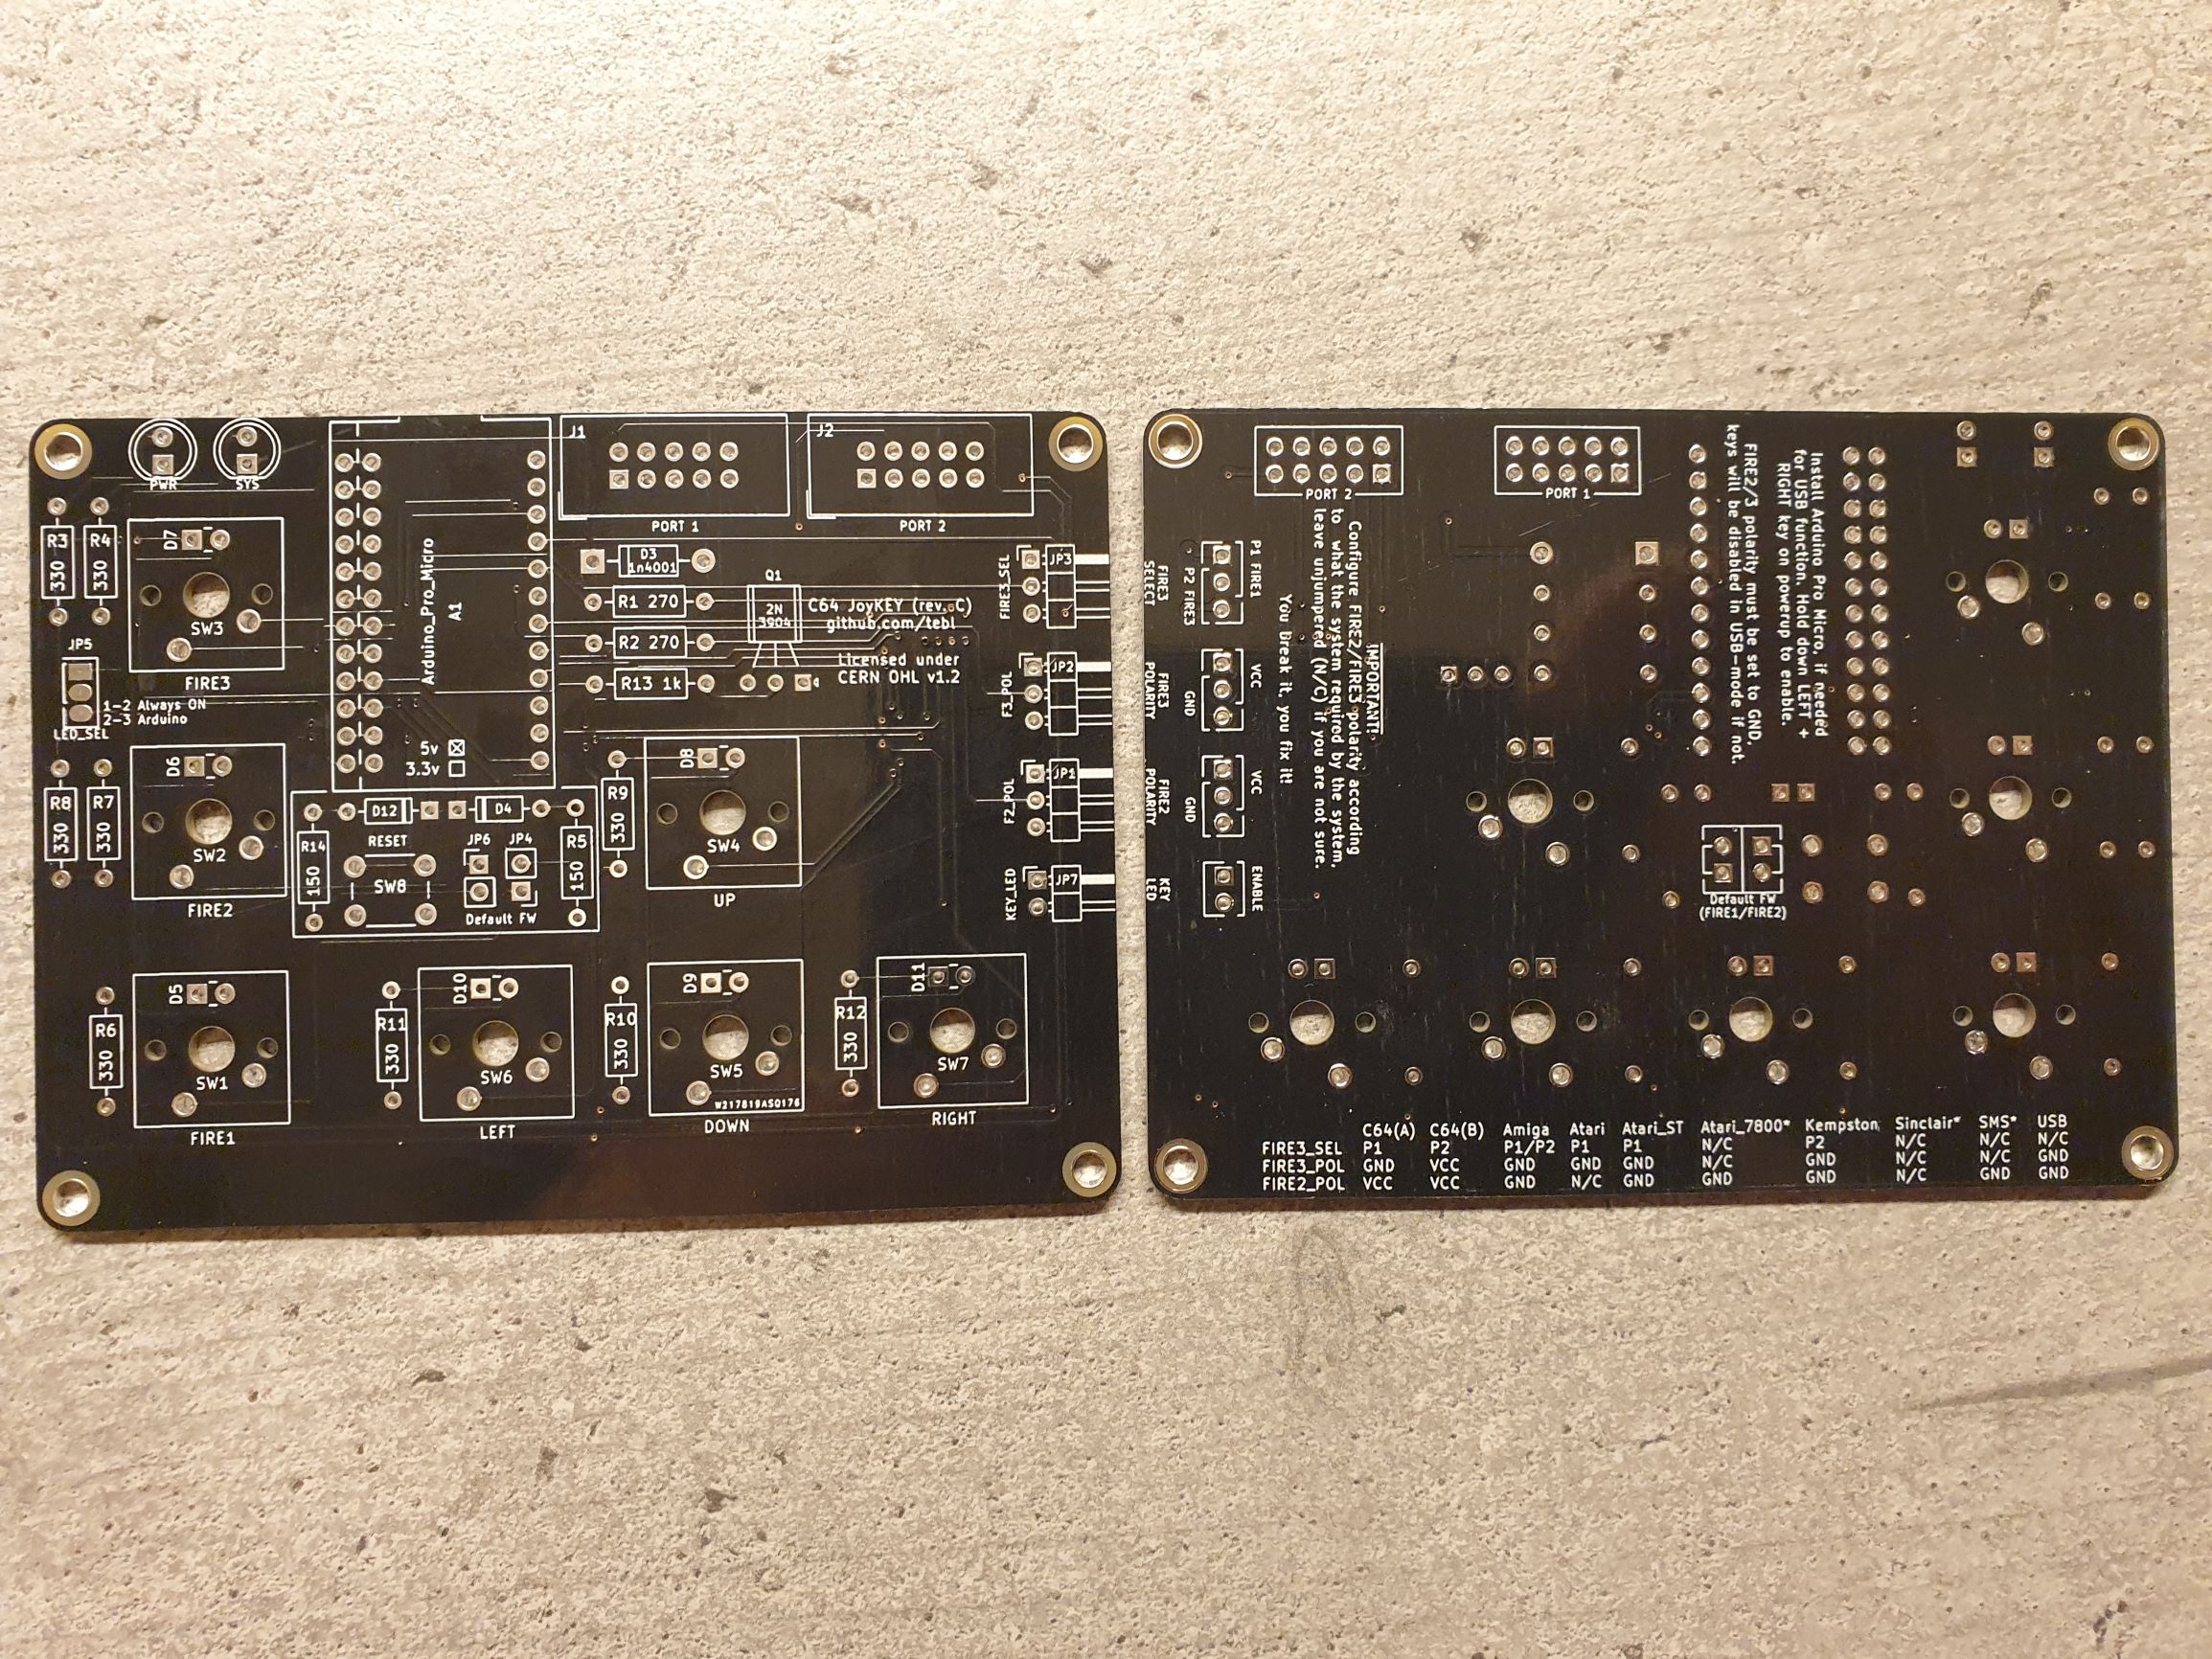 PWR
SYS
J1
J2
PORT 1
PORT 2
R3
330
R4
330
D7
SW3
FIRE3
Arduino_Pro_Micro
A1
D3
1n4001
R1 270
R2 270
R13 1k
Q1
2N
3904
C64 JoyKEY (rev. C)
github.com/tebl
Licensed under
CERN OHL v1.2
FIRE3_SEL
JP3
F3_POL
JP2
F2_POL
JP1
KEY_LED
JP7
JP5
1-2 Always ON
2-3 Arduino
LED_SEL
5v
3.3v
R8
330
R7
330
D6
SW2
FIRE2
D12
D4
R14
150
RESET
SW8
JP6
JP4
Default FW
R5
150
R9
330
D8
SW4
UP
R6
330
D5
SW1
FIRE1
R11
330
D10
SW6
LEFT
R10
330
D9
SW5
W217819ASO176
DOWN
R12
330
D11
SW7
RIGHT
PORT 2
PORT 1
FIRE3
SELECT
P1 FIRE1
P2 FIRE3
FIRE3
POLARITY
VCC
GND
FIRE2
POLARITY
VCC
GND
KEY
LED
ENABLE
IMPORTANT!
Configure FIRE2/FIRE3 polarity according
to what the system required by the system,
leave unjumpered (N/C) if you are not sure.
You break it, you fix it!
Install Arduino Pro Micro, if needed
for USB function. Hold down LEFT +
RIGHT key on powerup to enable.
FIRE2/3 polarity must be set to GND,
keys will be disabled in USB-mode if not.
Default FW
(FIRE1/FIRE2)
C64(A) C64(B) Amiga Atari Atari_ST Atari_7800* Kempston Sinclair* SMS* USB
FIRE3_SEL P1 P2 P1/P2 P1 P1 N/C P2 N/C N/C N/C
FIRE3_POL GND VCC GND GND GND N/C GND N/C N/C GND
FIRE2_POL VCC VCC GND N/C GND GND GND N/C GND GND